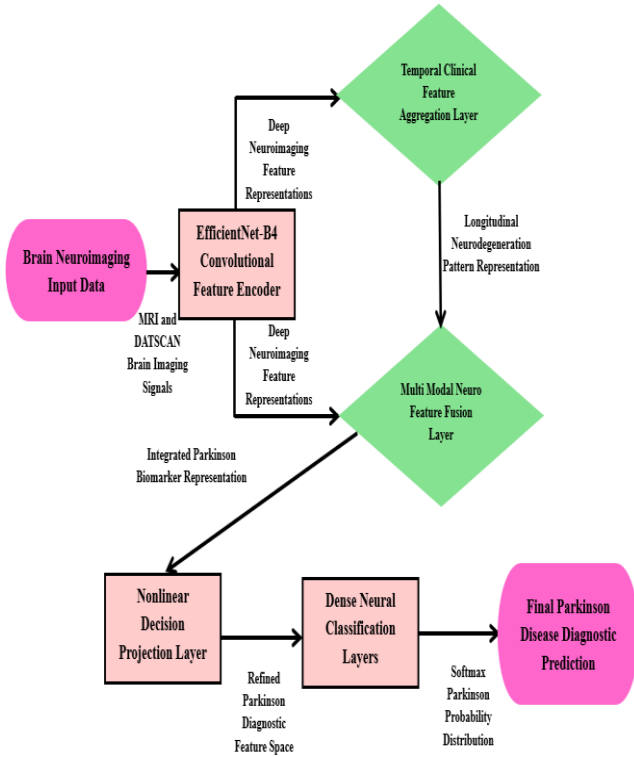 Temporal Clinical
Feature
Aggregation Layer
Deep
Neuroimaging
Feature
Representations
Longitudinal
Neurodegeneration
Pattern Representation
EfficientNet-B4
Convolutional
Feature Encoder
Brain Neuroimaging
Input Data
MRI and
DATSCAN
Brain Imaging
Signals
Deep
Neuroimaging
Feature
Representations
Multi Modal Neuro
Feature Fusion
Layer
Integrated Parkinson
Biomarker Representation
Nonlinear
Decision
Projection Layer
Refined
Parkinson
Diagnostic
Feature Space
Dense Neural
Classification
Layers
Softmax
Parkinson
Probability
Distribution
Final Parkinson
Disease Diagnostic
Prediction